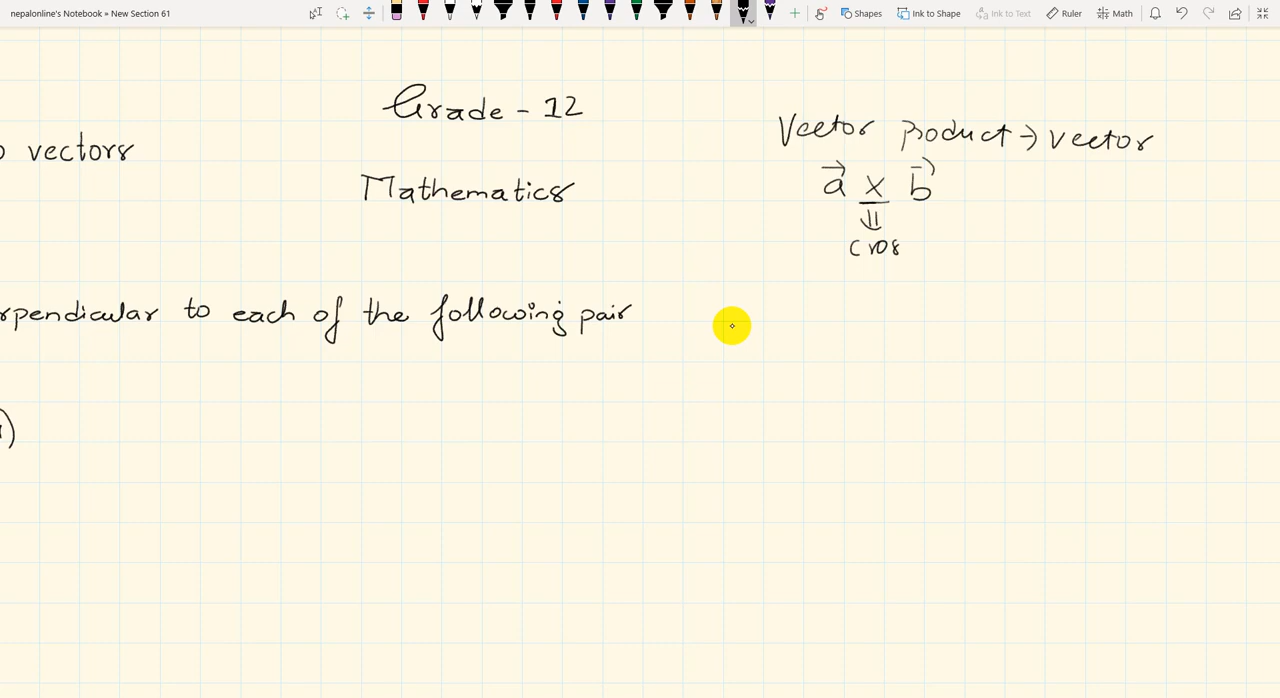 nepalonline's Notebook » New Section 61
Shapes Ink to Shape Ink to Text Ruler Math
Grade - 12
vectors
Mathematics
Vector product → vector
a⃗ × b⃗
⇓
cros
rpendicular to each of the following pair
)